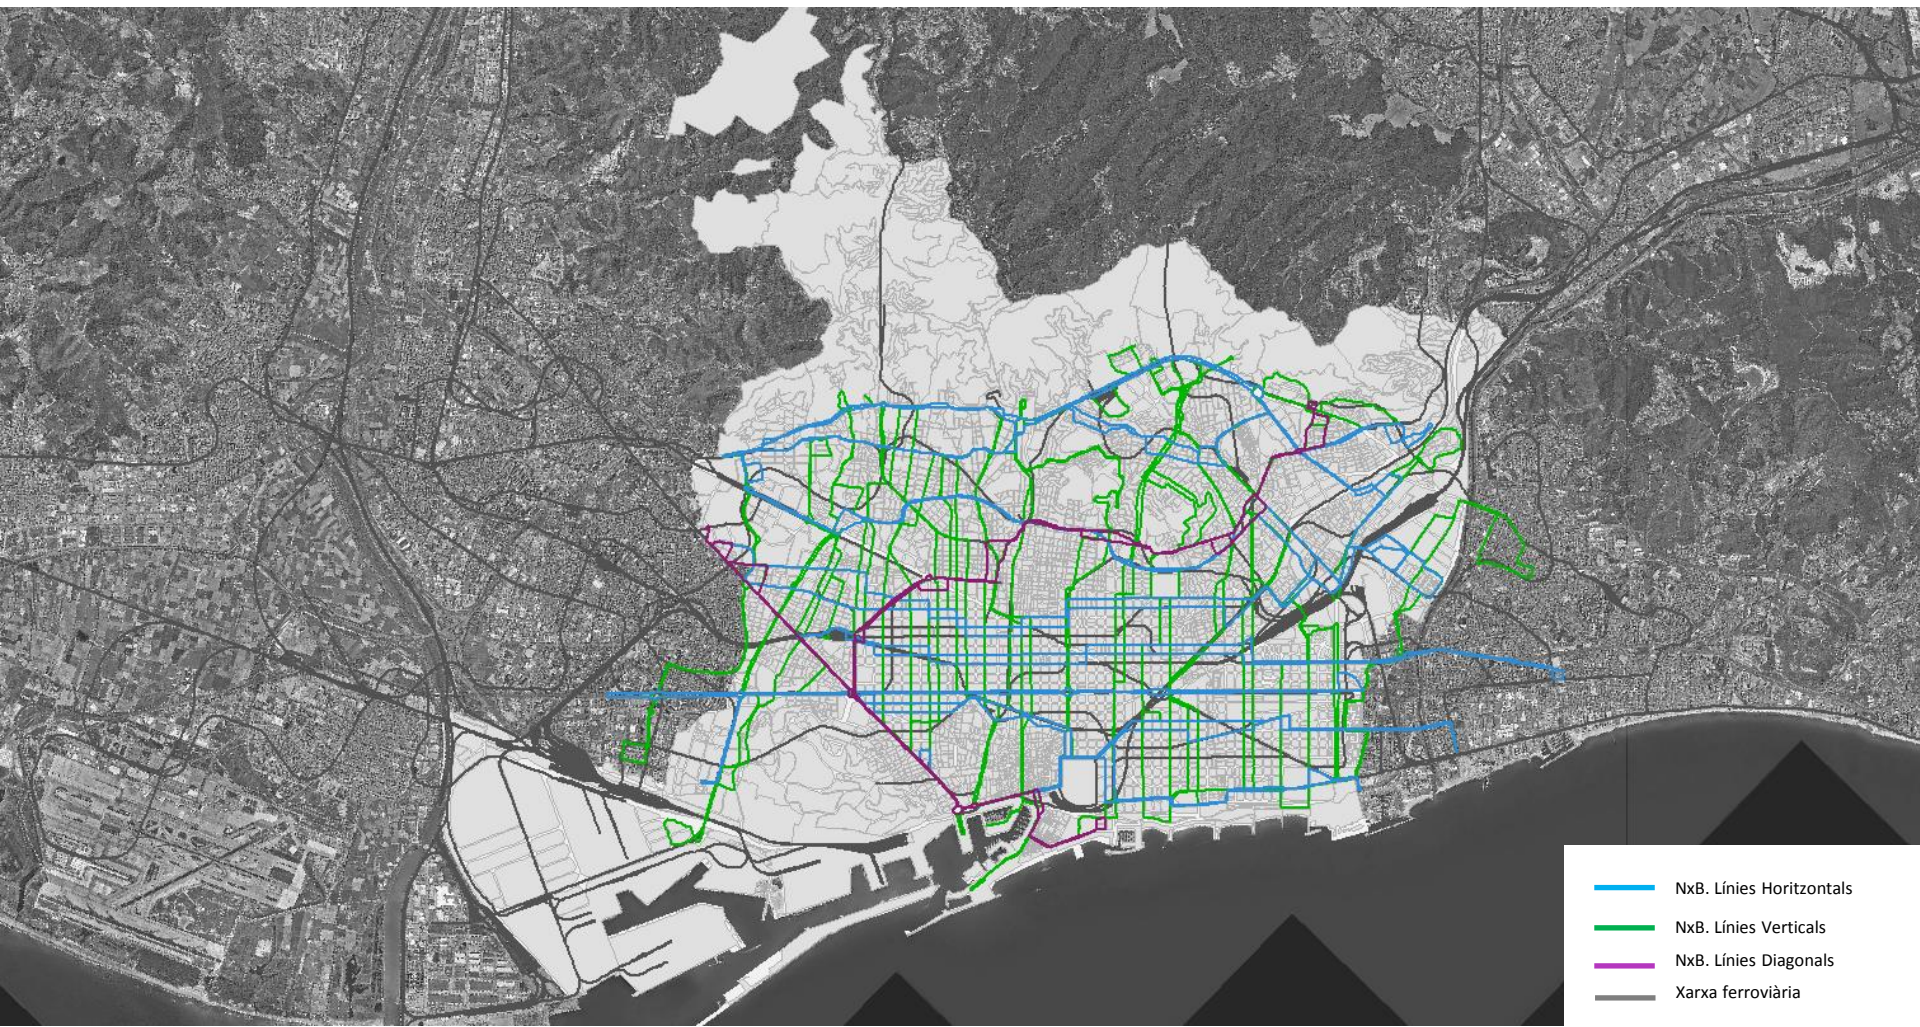 NxB. Línies Horitzontals
NxB. Línies Verticals
NxB. Línies Diagonals
Xarxa ferroviària